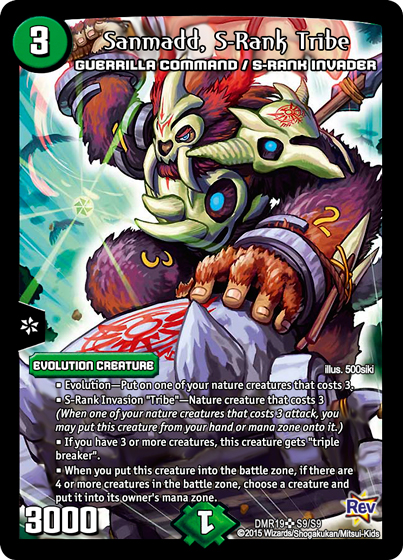 3
Sanmadd, S-Rank Tribe
GUERRILLA COMMAND / S-RANK INVADER
2
3
illus. 500siki
EVOLUTION CREATURE
▪ Evolution—Put on one of your nature creatures that costs 3.
▪ S-Rank Invasion "Tribe"—Nature creature that costs 3
(When one of your nature creatures that costs 3 attack, you
may put this creature from your hand or mana zone onto it.)
▪ If you have 3 or more creatures, this creature gets "triple
breaker".
▪ When you put this creature into the battle zone, if there are
4 or more creatures in the battle zone, choose a creature and
put it into its owner's mana zone.
Rev
3000
1
DMR19 S9/S9
©2015 Wizards/Shogakukan/Mitsui-Kids